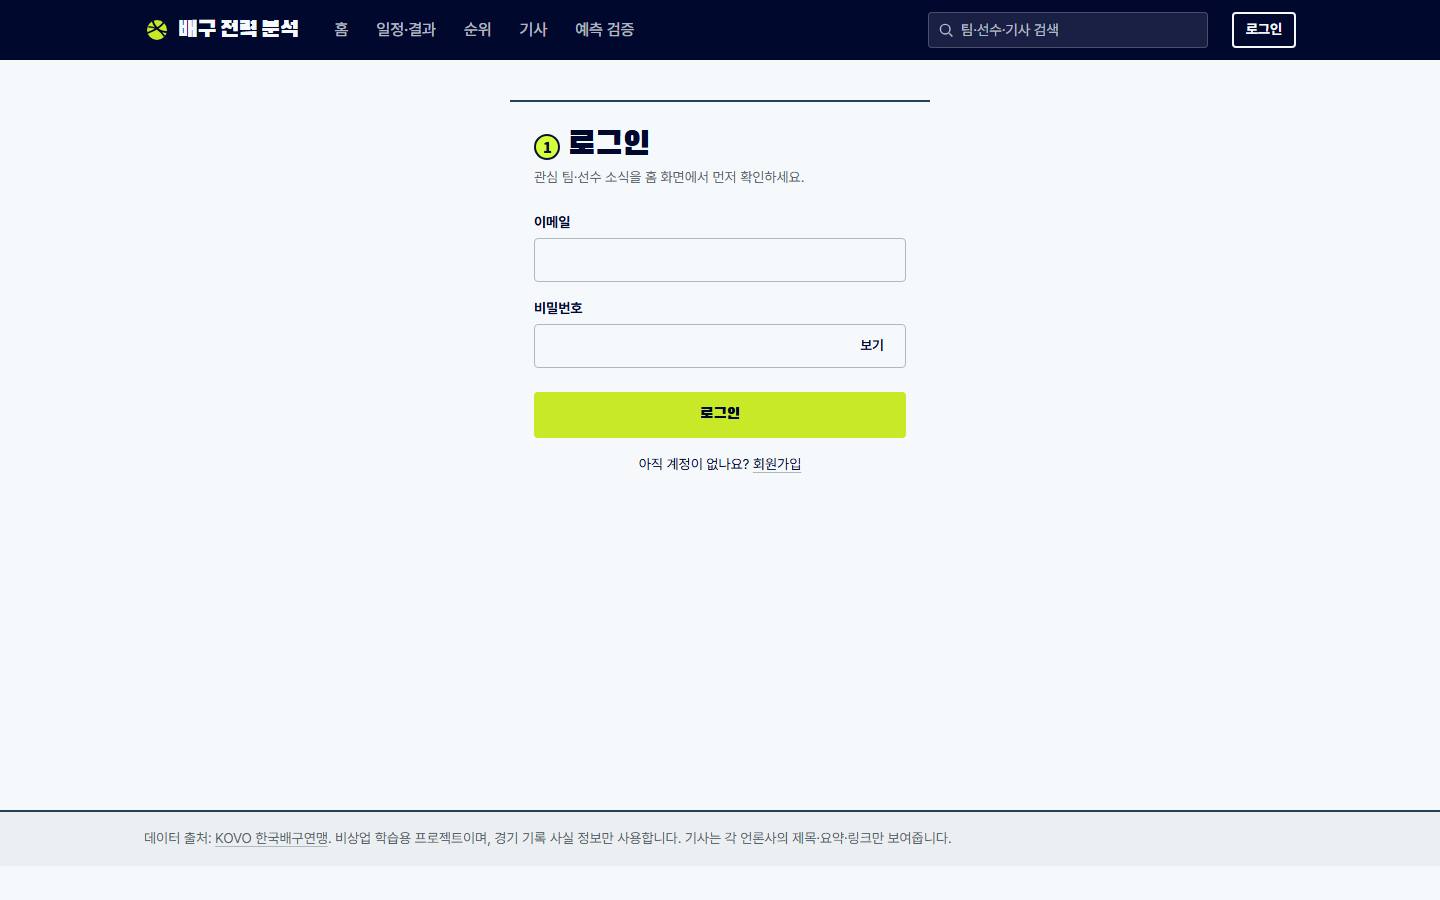 배구 전력 분석 홈 일정·결과 순위 기사 예측 검증 팀·선수·기사 검색 로그인
1 로그인
관심 팀·선수 소식을 홈 화면에서 먼저 확인하세요.
이메일
비밀번호
보기
로그인
아직 계정이 없나요? 회원가입
데이터 출처: KOVO 한국배구연맹. 비상업 학습용 프로젝트이며, 경기 기록 사실 정보만 사용합니다. 기사는 각 언론사의 제목·요약·링크만 보여줍니다.